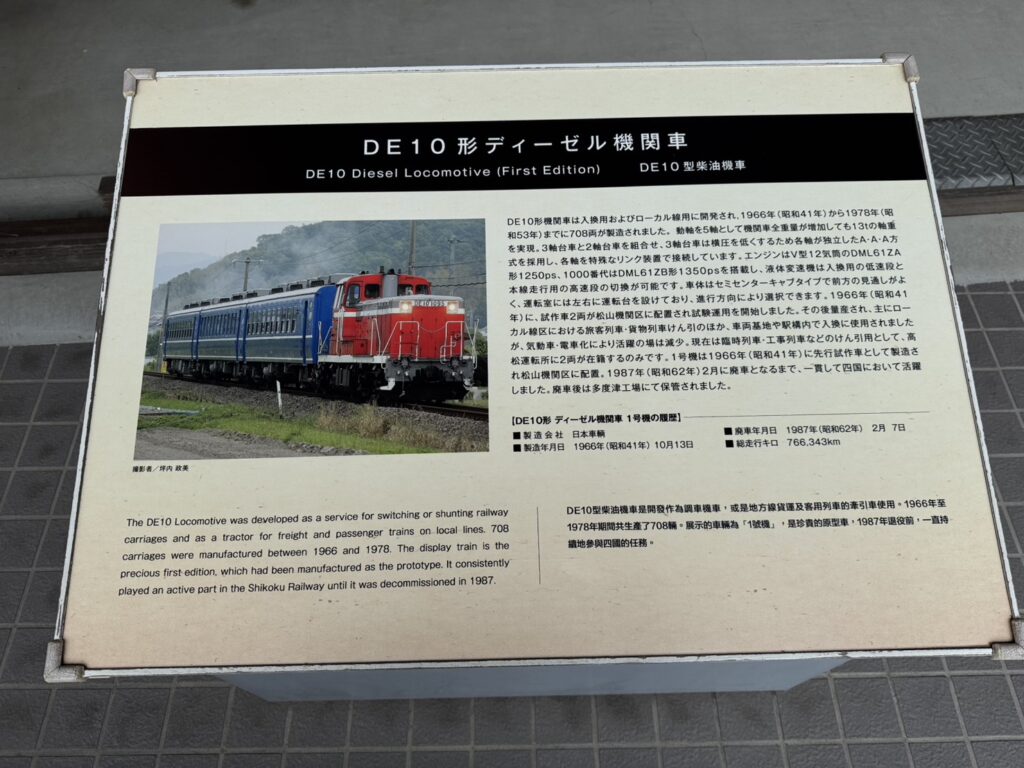 DE10形ディーゼル機関車
DE10 Diesel Locomotive (First Edition)
DE10型柴油機車
DE10 1095
DE10形機関車は入換用およびローカル線用に開発され、1966年(昭和41年)から1978年(昭
和53年)までに708両が製造されました。動軸を5軸として機関車全重量が増加しても13tの軸重
を実現。3軸台車と2軸台車を組合せ、3軸台車は横圧を低くするため各軸が独立したA・A・A方
式を採用し、各軸を特殊なリンク装置で接続しています。エンジンはV型12気筒のDML61ZA
形1250ps、1000番代はDML61ZB形1350psを搭載し、液体変速機は入換用の低速段と
本線走行用の高速段の切換が可能です。車体はセミセンターキャブタイプで前方の見通しがよ
く、運転室には左右に運転台を設けており、進行方向により選択できます。1966年(昭和41
年)に、試作車2両が松山機関区に配置され試験運用を開始しました。その後量産され、主にロー
カル線区における旅客列車・貨物列車けん引のほか、車両基地や駅構内で入換に使用されました
が、気動車・電車化により活躍の場は減少。現在は臨時列車・工事列車などのけん引用として、高
松運転所に2両が在籍するのみです。1号機は1966年(昭和41年)に先行試作車として製造さ
れ松山機関区に配置。1987年(昭和62年)2月に廃車となるまで、一貫して四国において活躍
しました。廃車後は多度津工場にて保管されました。
【DE10形 ディーゼル機関車 1号機の履歴】
■製造会社 日本車輌
■製造年月日 1966年(昭和41年) 10月13日
■廃車年月日 1987年(昭和62年) 2月 7日
■総走行キロ 766,343km
撮影者／坪内 政美
The DE10 Locomotive was developed as a service for switching or shunting railway
carriages and as a tractor for freight and passenger trains on local lines. 708
carriages were manufactured between 1966 and 1978. The display train is the
precious first edition, which had been manufactured as the prototype. It consistently
played an active part in the Shikoku Railway until it was decommissioned in 1987.
DE10型柴油機車是開發作為調車機車，或是地方線貨運及客用列車的牽引車使用。1966年至
1978年期間共生產了708輛。展示的車輛為「1號機」，是珍貴的原型車，1987年退役前，一直持
續地參與四國的任務。